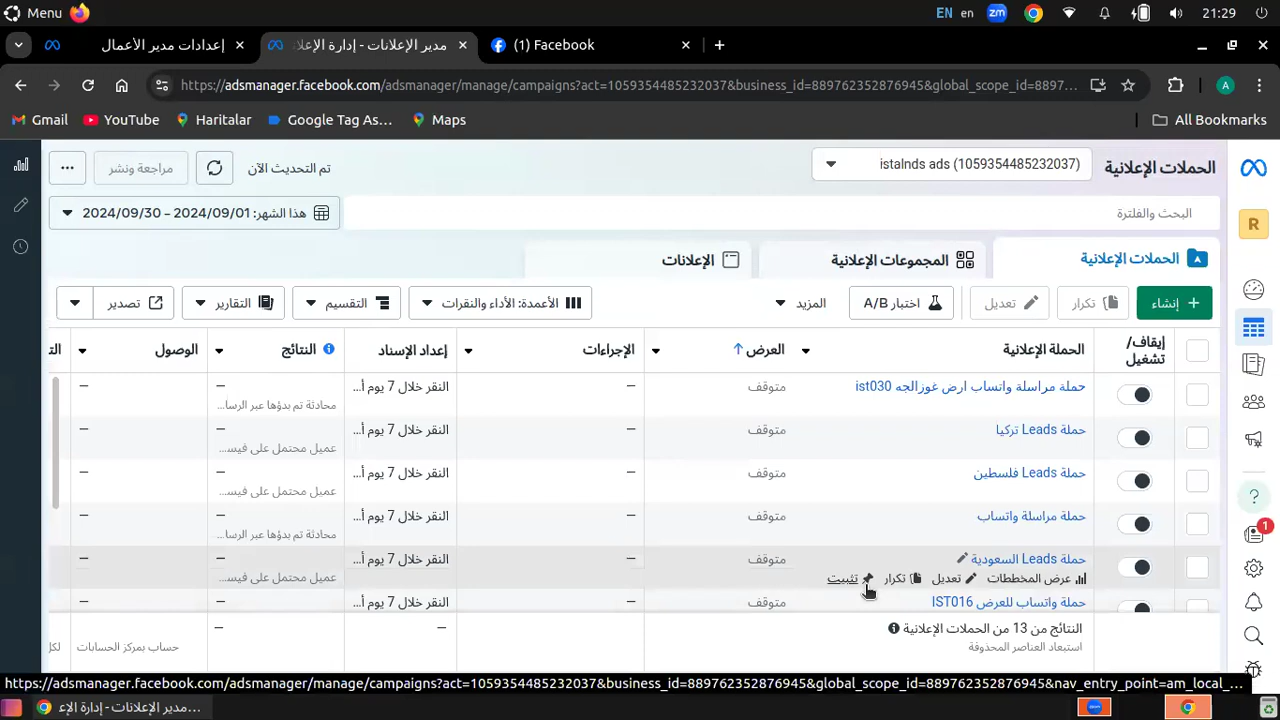 Menu
EN en zm 21:29
إعدادات مدير الأعمال
مدير الإعلانات - إدارة الإعلا
(1) Facebook
https://adsmanager.facebook.com/adsmanager/manage/campaigns?act=1059354485232037&business_id=889762352876945&global_scope_id=8897…
A
Gmail
YouTube
Haritalar
Google Tag As...
Maps
All Bookmarks
الحملات الإعلانية
istalnds ads (1059354485232037)
تم التحديث الآن
مراجعة ونشر
البحث والفلترة
هذا الشهر: 2024/09/01 – 2024/09/30
R
الحملات الإعلانية
المجموعات الإعلانية
الإعلانات
إنشاء
تكرار
تعديل
اختبار A/B
المزيد
الأعمدة: الأداء والنقرات
التقسيم
التقارير
تصدير
إيقاف/تشغيل
الحملة الإعلانية
العرض
الإجراءات
إعداد الإسناد
النتائج
الوصول
الت
حملة مراسلة واتساب ارض غوزالجه ist030
متوقف
—
النقر خلال 7 يوم أ...
—
محادثة تم بدؤها عبر الرسا...
—
حملة Leads تركيا
متوقف
—
النقر خلال 7 يوم أ...
—
عميل محتمل على فيس...
—
حملة Leads فلسطين
متوقف
—
النقر خلال 7 يوم أ...
—
عميل محتمل على فيس...
—
حملة مراسلة واتساب
متوقف
—
النقر خلال 7 يوم أ...
—
محادثة تم بدؤها عبر الرسا...
—
حملة Leads السعودية
متوقف
—
النقر خلال 7 يوم أ...
—
عميل محتمل على فيس...
—
عرض المخططات
تعديل
تكرار
تثبيت
حملة واتساب للعرض IST016
متوقف
—
النقر خلال 7 يوم أ...
—
—
النتائج من 13 من الحملات الإعلانية
استبعاد العناصر المحذوفة
—
—
حساب بمركز الحسابات
لكل
1
https://adsmanager.facebook.com/adsmanager/manage/campaigns?act=1059354485232037&business_id=889762352876945&global_scope_id=889762352876945&nav_entry_point=am_local_...
مدير الإعلانات - إدارة الإع...
zm